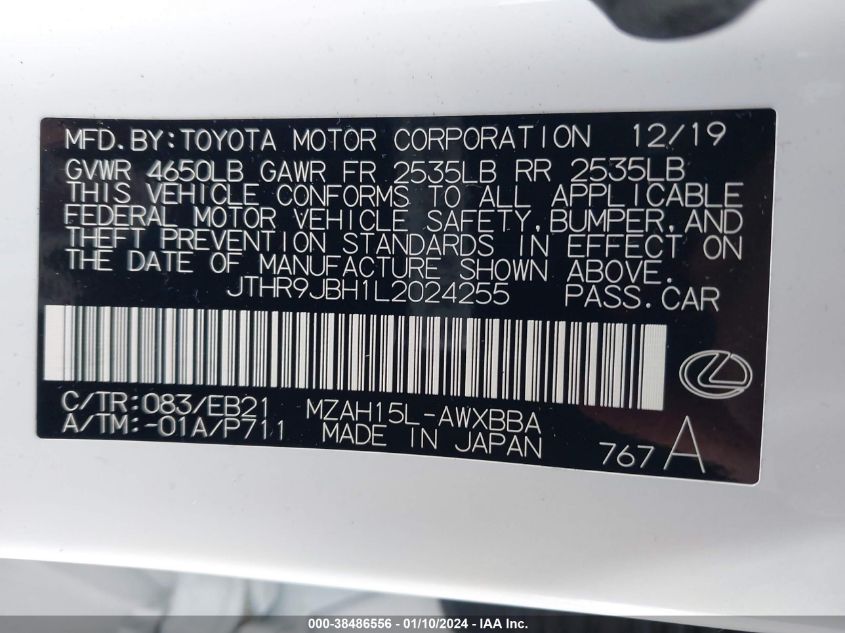 MFD.BY:TOYOTA MOTOR CORPORATION 12/19
GVWR 4650LB GAWR FR 2535LB RR 2535LB
THIS VEHICLE CONFORMS TO ALL APPLICABLE
FEDERAL MOTOR VEHICLE SAFETY,BUMPER,AND
THEFT PREVENTION STANDARDS IN EFFECT ON
THE DATE OF MANUFACTURE SHOWN ABOVE.
JTHR9JBH1L2024255 PASS.CAR
C/TR:083/EB21 MZAH15L-AWXBBA
A/TM:-01A/P711 MADE IN JAPAN 767 A
000-38486556 - 01/10/2024 - IAA Inc.